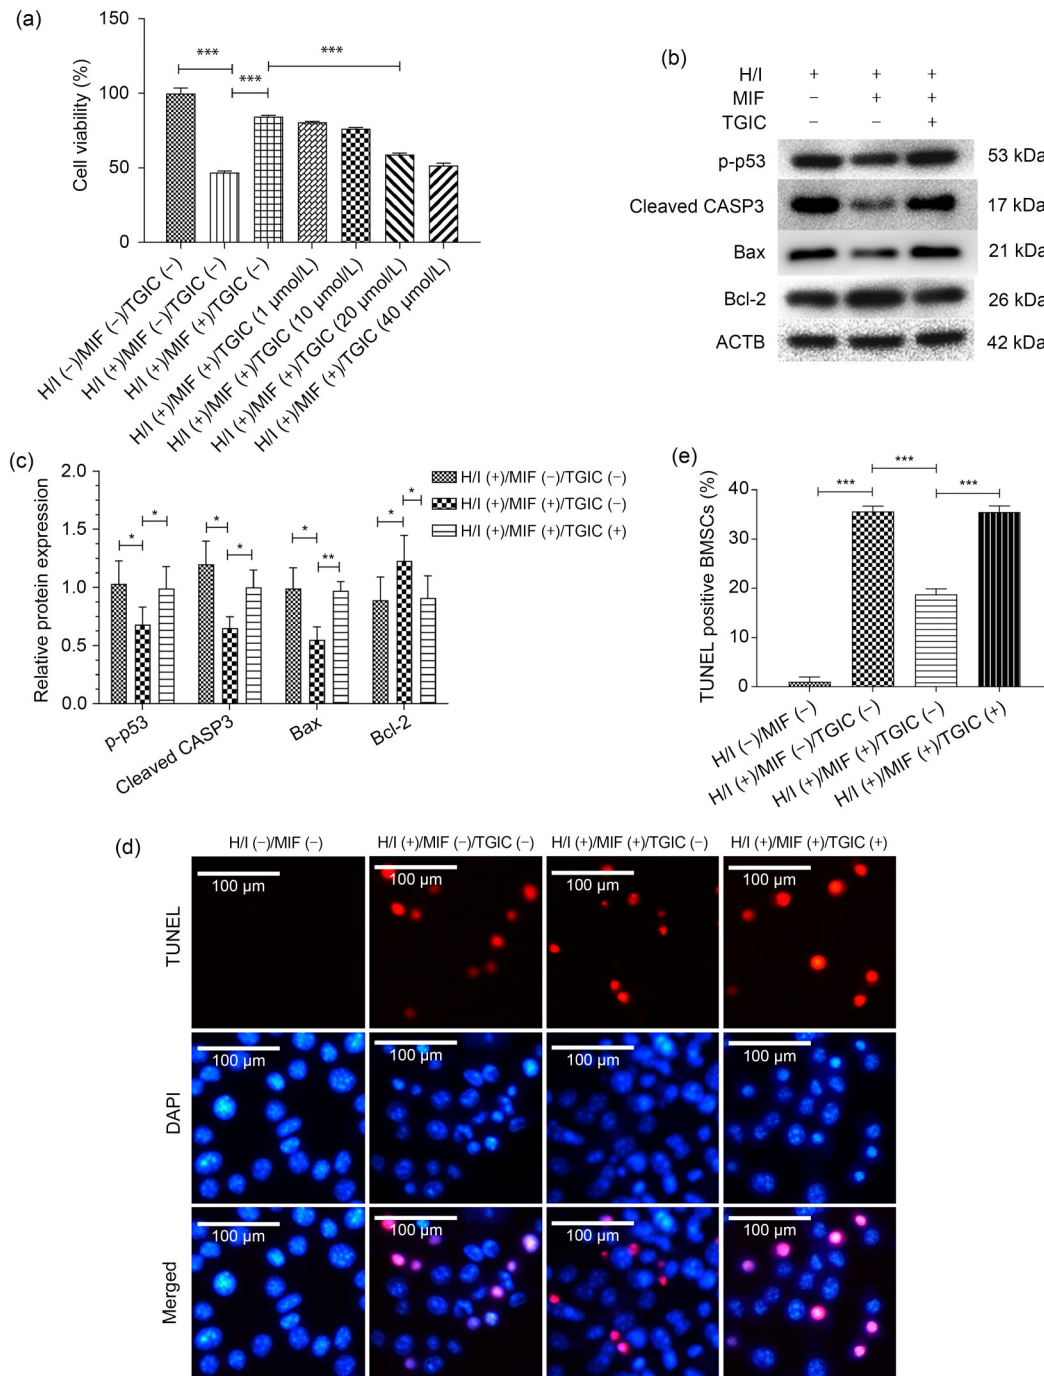 (a)
150
100
50
0
Cell viability (%)
***
***
***
H/I (−)/MIF (−)/TGIC (−)
H/I (+)/MIF (−)/TGIC (−)
H/I (+)/MIF (+)/TGIC (−)
H/I (+)/MIF (+)/TGIC (1 μmol/L)
H/I (+)/MIF (+)/TGIC (10 μmol/L)
H/I (+)/MIF (+)/TGIC (20 μmol/L)
H/I (+)/MIF (+)/TGIC (40 μmol/L)
(b)
H/I + + +
MIF − + +
TGIC − − +
p-p53 53 kDa
Cleaved CASP3 17 kDa
Bax 21 kDa
Bcl-2 26 kDa
ACTB 42 kDa
(c)
2.0
1.5
1.0
0.5
0.0
Relative protein expression
H/I (+)/MIF (−)/TGIC (−)
H/I (+)/MIF (+)/TGIC (−)
H/I (+)/MIF (+)/TGIC (+)
* *
* *
* **
* *
p-p53
Cleaved CASP3
Bax
Bcl-2
(e)
40
30
20
10
0
TUNEL positive BMSCs (%)
***
***
***
H/I (−)/MIF (−)
H/I (+)/MIF (−)/TGIC (−)
H/I (+)/MIF (+)/TGIC (−)
H/I (+)/MIF (+)/TGIC (+)
(d)
H/I (−)/MIF (−) H/I (+)/MIF (−)/TGIC (−) H/I (+)/MIF (+)/TGIC (−) H/I (+)/MIF (+)/TGIC (+)
TUNEL
100 μm 100 μm 100 μm 100 μm
DAPI
100 μm 100 μm 100 μm 100 μm
Merged
100 μm 100 μm 100 μm 100 μm